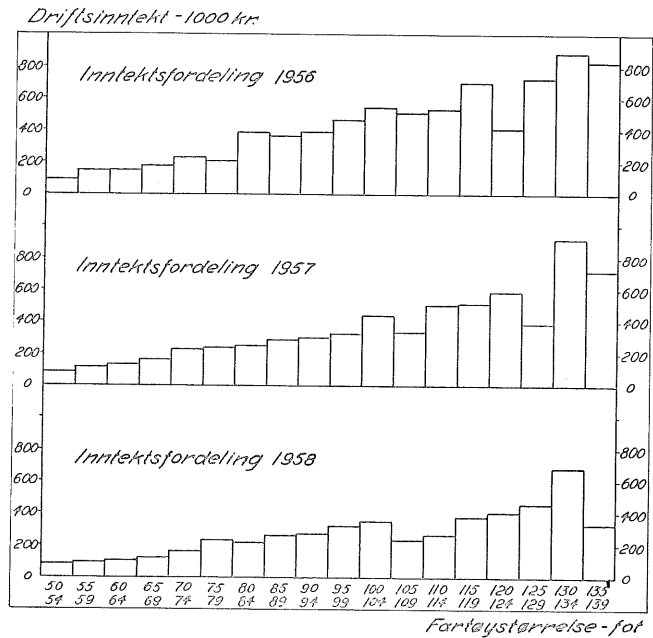 Driftsinntekt - 1000 kr.
Inntektsfordeling 1956
800 800
600 600
400 400
200 200
0 0
Inntektsfordeling 1957
800 800
600 600
400 400
200 200
0 0
Inntektsfordeling 1958
800 800
600 600
400 400
200 200
0 0
50 55 60 65 70 75 80 85 90 95 100 105 110 115 120 125 130 135
54 59 64 69 74 79 84 89 94 99 104 109 114 119 124 129 134 139
Fartøystørrelse - fot